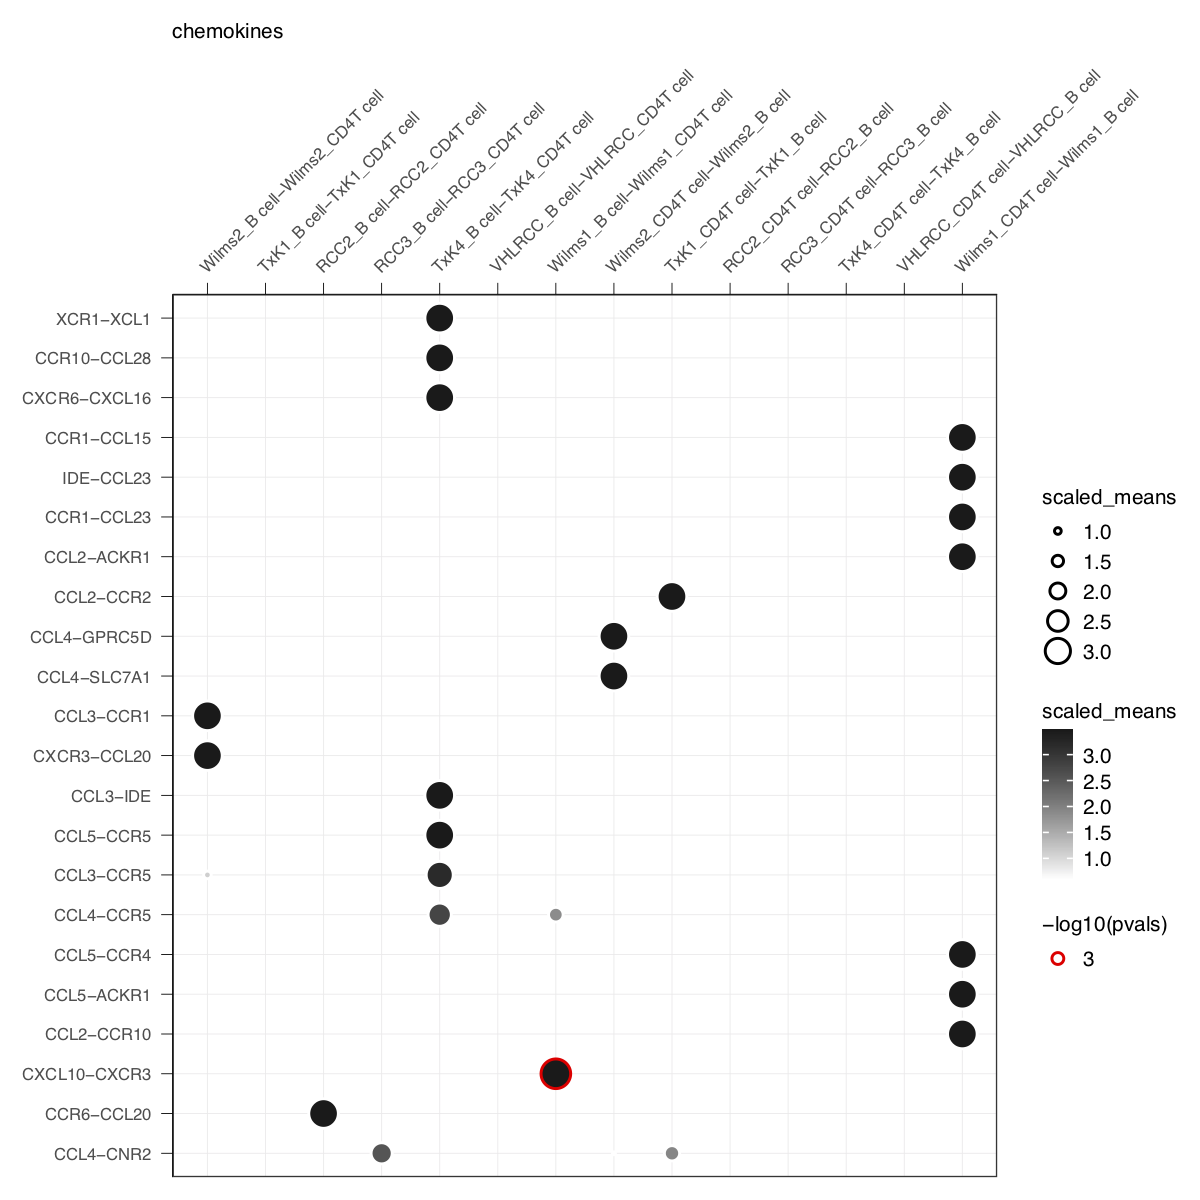 chemokines
Wilms2_B cell−Wilms2_CD4T cell
TxK1_B cell−TxK1_CD4T cell
RCC2_B cell−RCC2_CD4T cell
RCC3_B cell−RCC3_CD4T cell
TxK4_B cell−TxK4_CD4T cell
VHLRCC_B cell−VHLRCC_CD4T cell
Wilms1_B cell−Wilms1_CD4T cell
Wilms2_CD4T cell−Wilms2_B cell
TxK1_CD4T cell−TxK1_B cell
RCC2_CD4T cell−RCC2_B cell
RCC3_CD4T cell−RCC3_B cell
TxK4_CD4T cell−TxK4_B cell
VHLRCC_CD4T cell−VHLRCC_B cell
Wilms1_CD4T cell−Wilms1_B cell
XCR1−XCL1
CCR10−CCL28
CXCR6−CXCL16
CCR1−CCL15
IDE−CCL23
CCR1−CCL23
CCL2−ACKR1
CCL2−CCR2
CCL4−GPRC5D
CCL4−SLC7A1
CCL3−CCR1
CXCR3−CCL20
CCL3−IDE
CCL5−CCR5
CCL3−CCR5
CCL4−CCR5
CCL5−CCR4
CCL5−ACKR1
CCL2−CCR10
CXCL10−CXCR3
CCR6−CCL20
CCL4−CNR2
scaled_means
1.0
1.5
2.0
2.5
3.0
scaled_means
3.0
2.5
2.0
1.5
1.0
−log10(pvals)
3